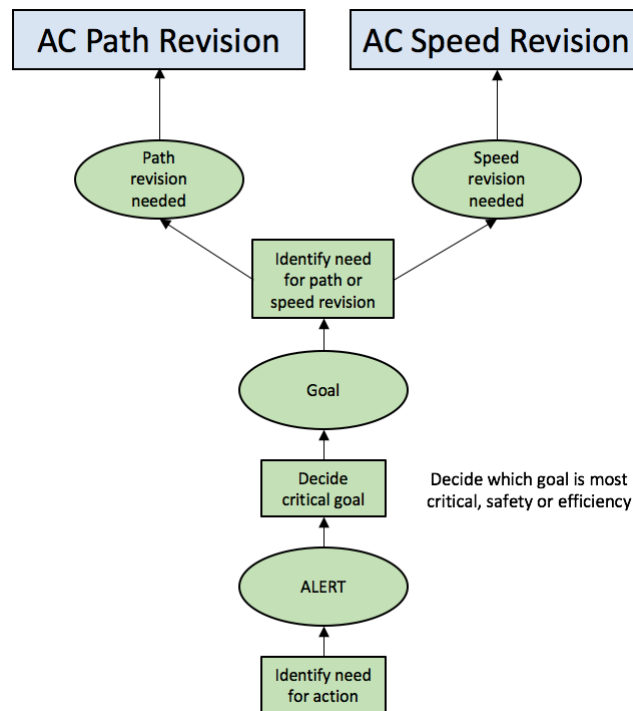 AC Path Revision
AC Speed Revision
Path
revision
needed
Speed
revision
needed
Identify need
for path or
speed revision
Goal
Decide
critical goal
Decide which goal is most
critical, safety or efficiency
ALERT
Identify need
for action